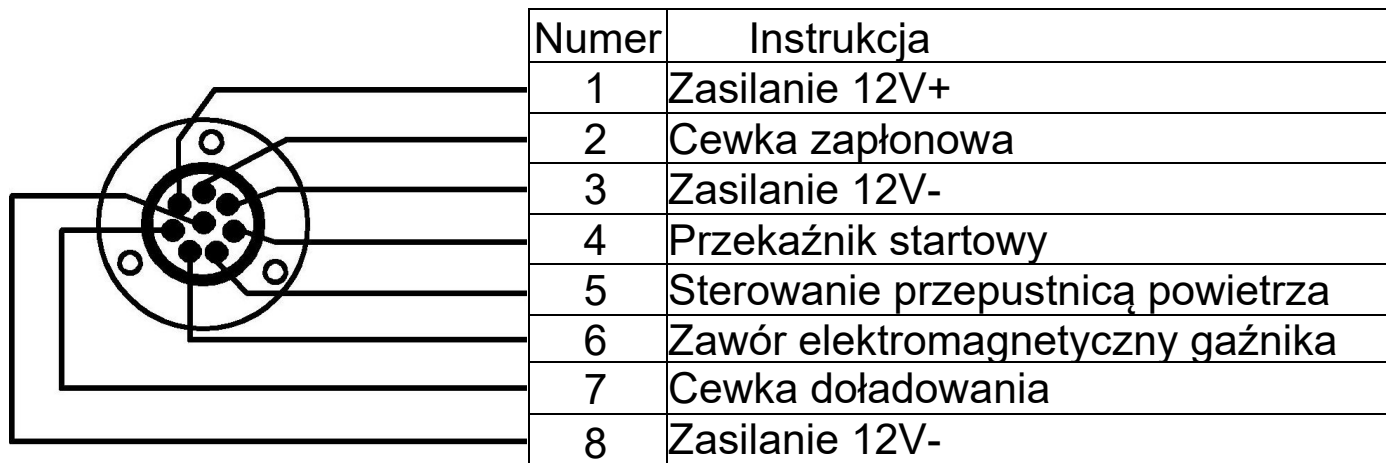 Numer Instrukcja
1 Zasilanie 12V+
2 Cewka zapłonowa
3 Zasilanie 12V-
4 Przekaźnik startowy
5 Sterowanie przepustnicą powietrza
6 Zawór elektromagnetyczny gaźnika
7 Cewka doładowania
8 Zasilanie 12V-